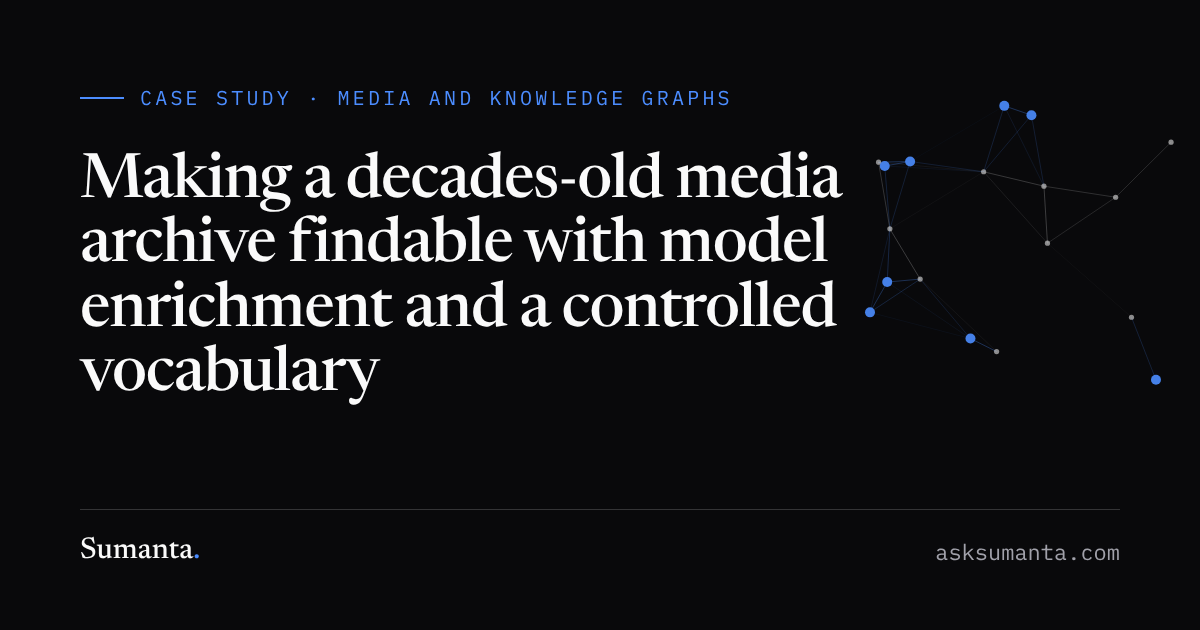 CASE STUDY · MEDIA AND KNOWLEDGE GRAPHS
Making a decades-old media
archive findable with model
enrichment and a controlled
vocabulary
Sumanta.
asksumanta.com